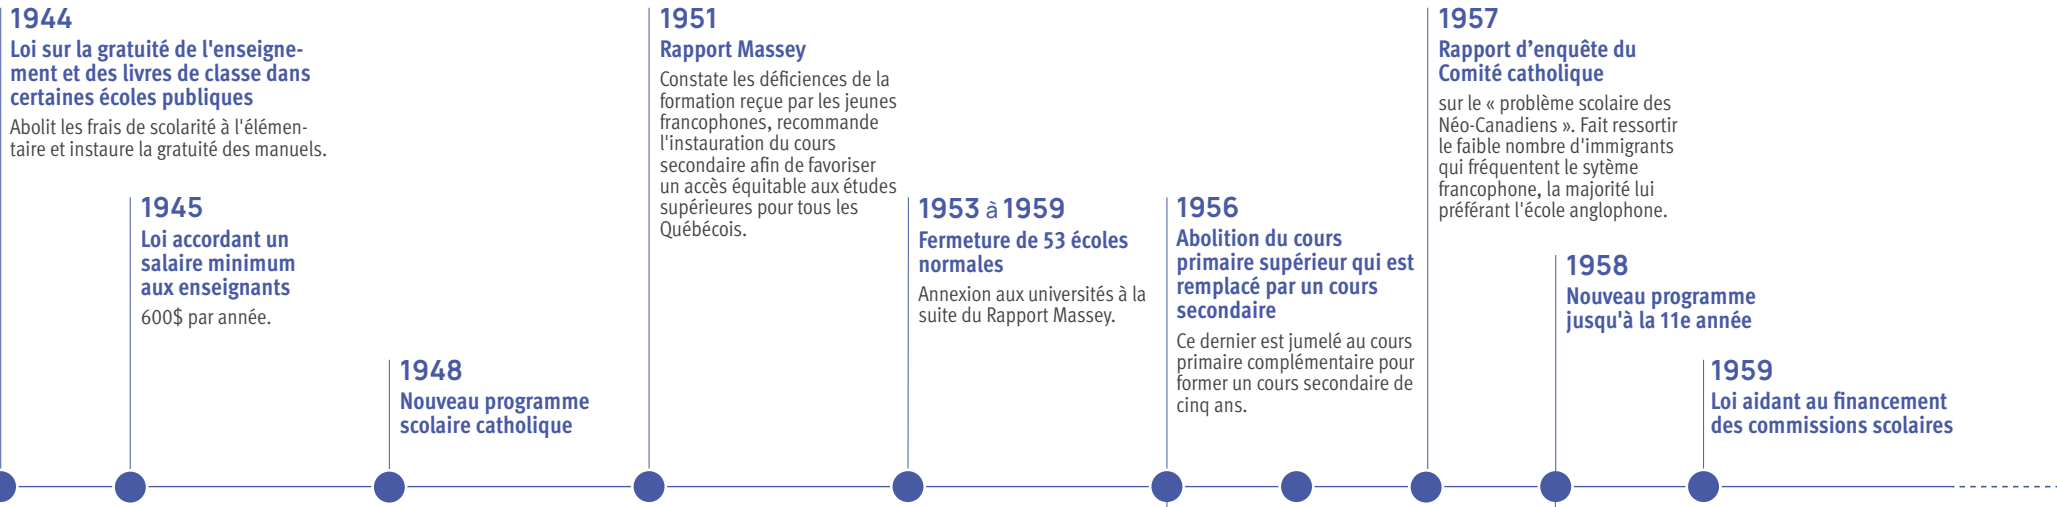 1944
Loi sur la gratuité de l'enseigne-
ment et des livres de classe dans
certaines écoles publiques
Abolit les frais de scolarité à l'élémen-
taire et instaure la gratuité des manuels.
1945
Loi accordant un
salaire minimum
aux enseignants
600$ par année.
1948
Nouveau programme
scolaire catholique
1951
Rapport Massey
Constate les déficiences de la
formation reçue par les jeunes
francophones, recommande
l'instauration du cours
secondaire afin de favoriser
un accès équitable aux études
supérieures pour tous les
Québécois.
1953 à 1959
Fermeture de 53 écoles
normales
Annexion aux universités à la
suite du Rapport Massey.
1956
Abolition du cours
primaire supérieur qui est
remplacé par un cours
secondaire
Ce dernier est jumelé au cours
primaire complémentaire pour
former un cours secondaire de
cinq ans.
1957
Rapport d’enquête du
Comité catholique
sur le « problème scolaire des
Néo-Canadiens ». Fait ressortir
le faible nombre d'immigrants
qui fréquentent le sytème
francophone, la majorité lui
préférant l'école anglophone.
1958
Nouveau programme
jusqu'à la 11e année
1959
Loi aidant au financement
des commissions scolaires